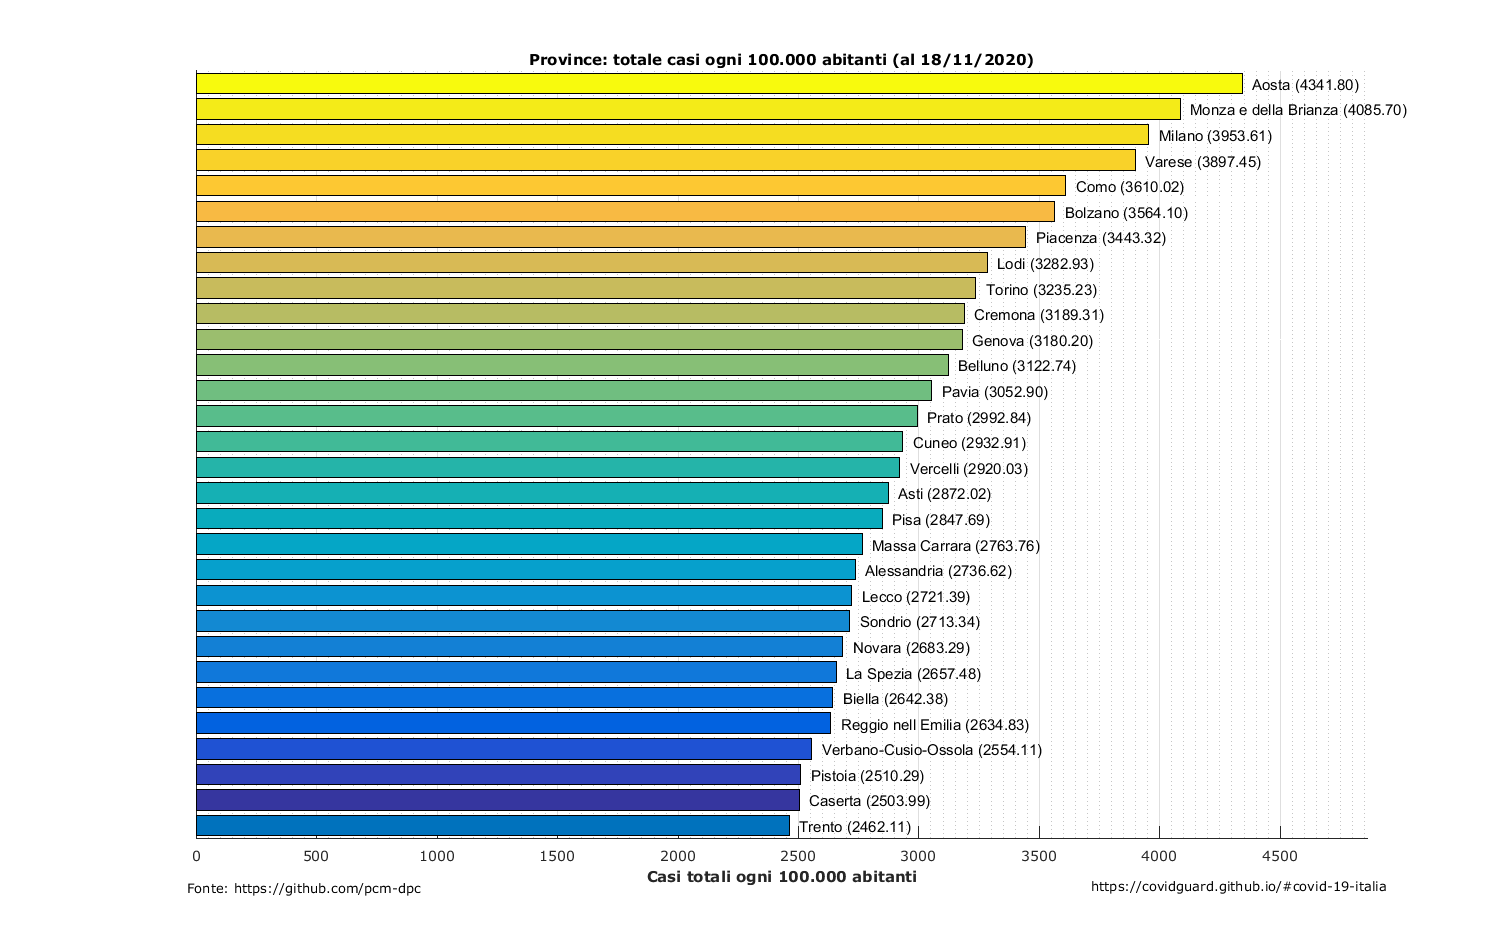 Province: totale casi ogni 100.000 abitanti (al 18/11/2020)
Aosta (4341.80)
Monza e della Brianza (4085.70)
Milano (3953.61)
Varese (3897.45)
Como (3610.02)
Bolzano (3564.10)
Piacenza (3443.32)
Lodi (3282.93)
Torino (3235.23)
Cremona (3189.31)
Genova (3180.20)
Belluno (3122.74)
Pavia (3052.90)
Prato (2992.84)
Cuneo (2932.91)
Vercelli (2920.03)
Asti (2872.02)
Pisa (2847.69)
Massa Carrara (2763.76)
Alessandria (2736.62)
Lecco (2721.39)
Sondrio (2713.34)
Novara (2683.29)
La Spezia (2657.48)
Biella (2642.38)
Reggio nell Emilia (2634.83)
Verbano-Cusio-Ossola (2554.11)
Pistoia (2510.29)
Caserta (2503.99)
Trento (2462.11)
0 500 1000 1500 2000 2500 3000 3500 4000 4500
Casi totali ogni 100.000 abitanti
Fonte: https://github.com/pcm-dpc
https://covidguard.github.io/#covid-19-italia